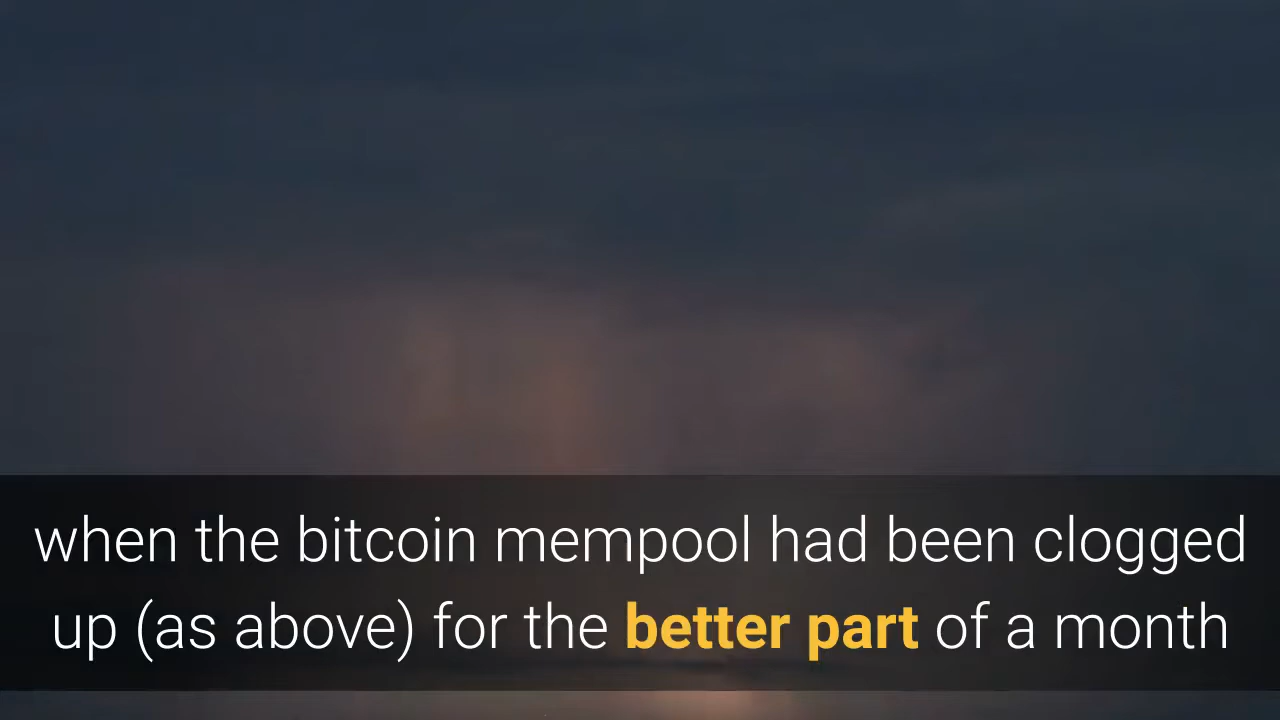 when the bitcoin mempool had been clogged
up (as above) for the better part of a month